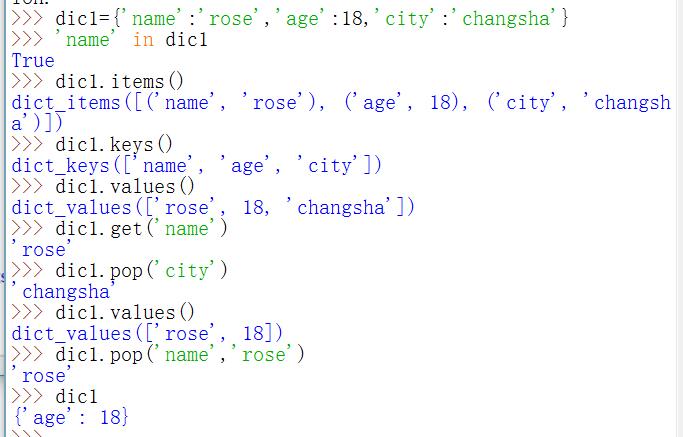 >>> dic1={'name':'rose','age':18,'city':'changsha'}
>>> 'name' in dic1
True
>>> dic1.items()
dict_items([('name', 'rose'), ('age', 18), ('city', 'changsh
a')])
>>> dic1.keys()
dict_keys(['name', 'age', 'city'])
>>> dic1.values()
dict_values(['rose', 18, 'changsha'])
>>> dic1.get('name')
'rose'
>>> dic1.pop('city')
'changsha'
>>> dic1.values()
dict_values(['rose', 18])
>>> dic1.pop('name','rose')
'rose'
>>> dic1
{'age': 18}
>>>